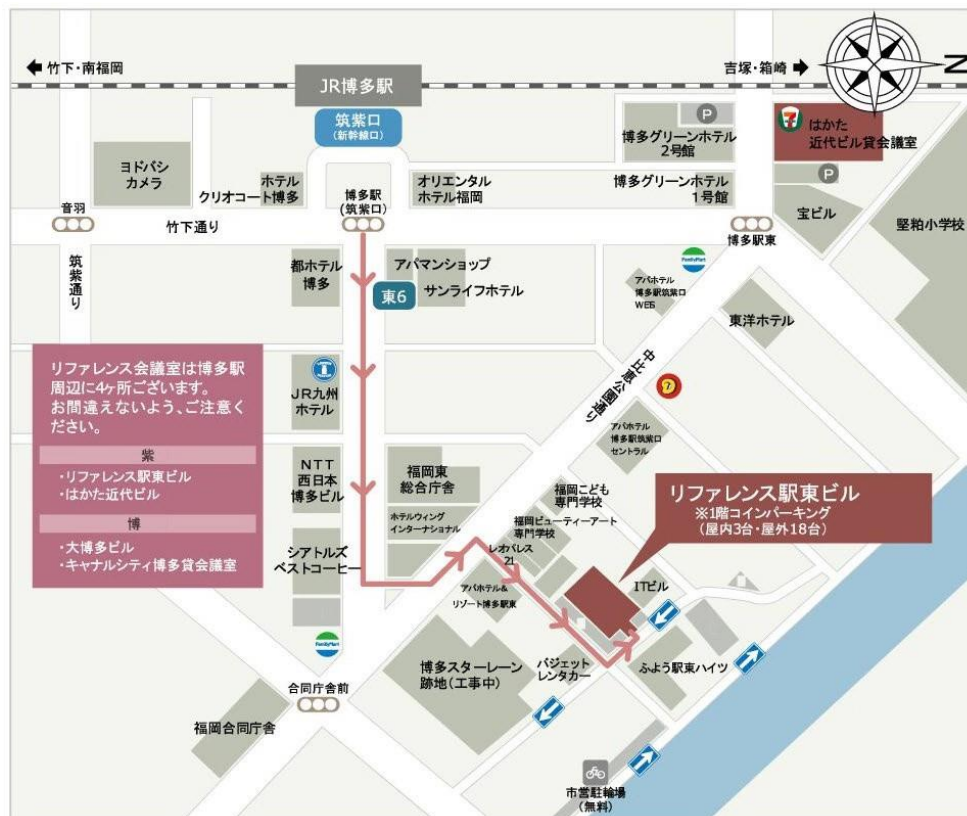 竹下・南福岡
吉塚・箱崎
N
JR博多駅
筑紫口
(新幹線口)
P
博多グリーンホテル
2号館
7
はかた
近代ビル貸会議室
P
ヨドバシ
カメラ
ホテル
クリオコート博多
博多駅
(筑紫口)
オリエンタル
ホテル福岡
博多グリーンホテル
1号館
宝ビル
堅粕小学校
音羽
竹下通り
博多駅東
筑紫通り
都ホテル
博多
アパマンショップ
サンライフホテル
東6
FamilyMart
アパホテル
博多駅筑紫口
WEST
東洋ホテル
中比恵公園通り
リファレンス会議室は博多駅
周辺に4ヶ所ございます。
お間違えないよう、ご注意く
ださい。
紫
・リファレンス駅東ビル
・はかた近代ビル
博
・大博多ビル
・キャナルシティ博多貸会議室
JR九州
ホテル
アパホテル
博多駅筑紫口
セントラル
NTT
西日本
博多ビル
福岡東
総合庁舎
ホテルウィング
インターナショナル
福岡こども
専門学校
福岡ビューティーアート
専門学校
レオパレス
21
リファレンス駅東ビル
※1階コインパーキング
(屋内3台・屋外18台)
シアトルズ
ベストコーヒー
アパホテル&
リゾート博多駅東
ITビル
FamilyMart
博多スターレーン
跡地(工事中)
バジェット
レンタカー
ふよう駅東ハイツ
合同庁舎前
福岡合同庁舎
市営駐輪場
(無料)